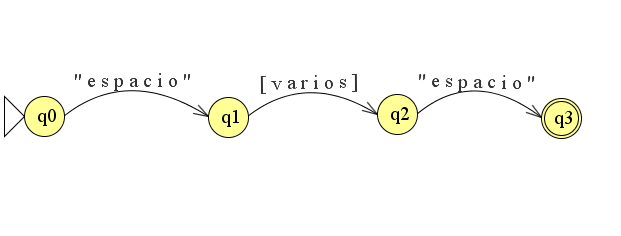 "espacio"
[varios]
"espacio"
q0
q1
q2
q3